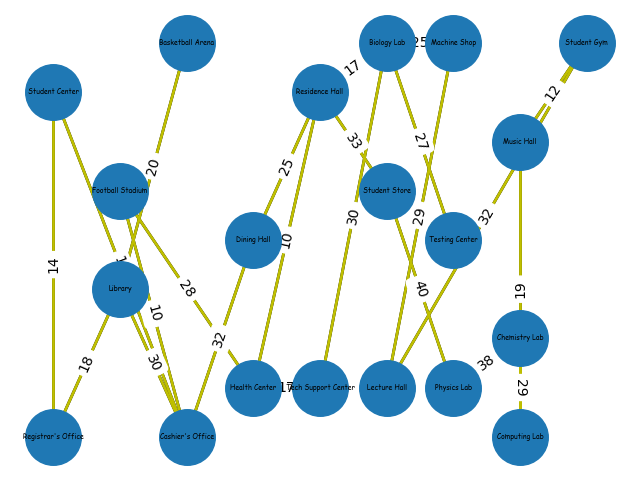 Basketball Arena
Biology Lab
25
Machine Shop
Student Gym
17
Student Center
Residence Hall
12
33
27
Music Hall
20
25
Football Stadium
Student Store
29
30
32
10
Dining Hall
Testing Center
14
Library
28
40
19
10
32
Chemistry Lab
18
30
38
Health Center
17
Tech Support Center
Lecture Hall
Physics Lab
29
Registrar's Office
Cashier's Office
Computing Lab